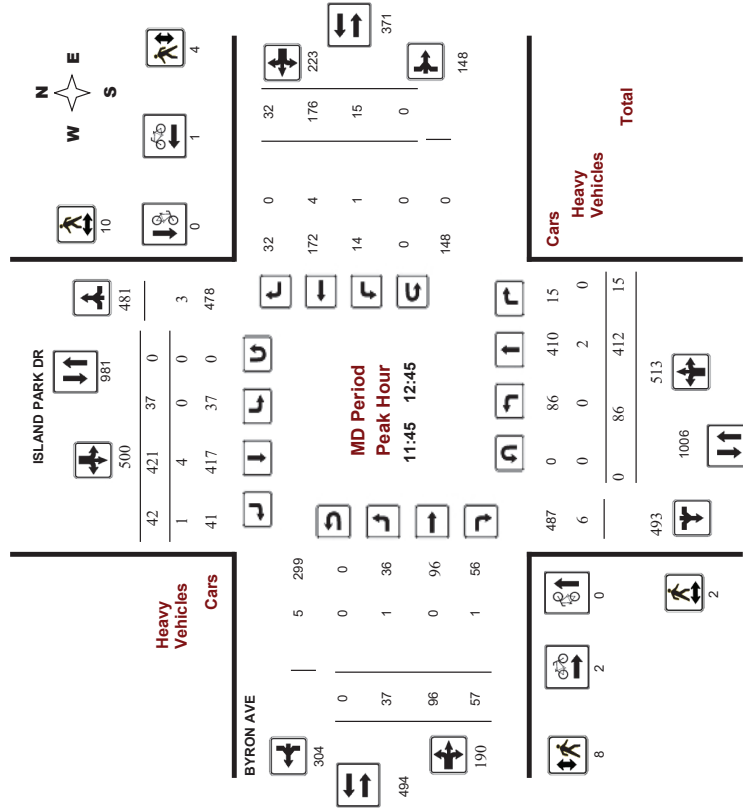 ISLAND PARK DR
N
W E
S
10
4
0
1
981
500
481
42 421 37 0
1 4 0 0 3
41 417 37 0 478
Heavy
Vehicles
Cars
BYRON AVE
304
5 299
0 0 0
37 1 36
96 0 96
57 1 56
494
190
MD Period
Peak Hour
11:45 12:45
32 0 32
172 4 176
14 1 15
0 0 0
148 0
223
371
148
Cars
Heavy
Vehicles
Total
487 0 86 410 15
6 0 0 2 0
0 86 412 15
493
513
1006
8
2
0
2